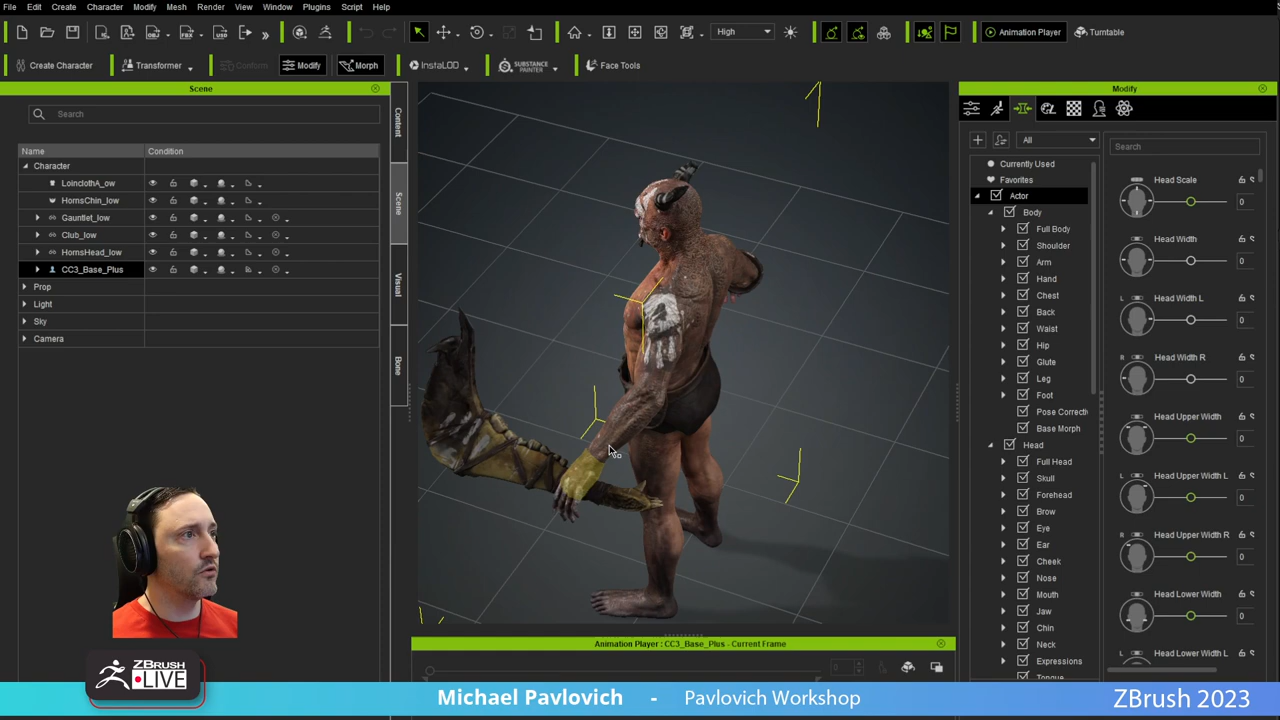 File Edit Create Character Modify Mesh Render View Window Plugins Script Help
High Animation Player Turntable
Create Character Transformer Conform Modify Morph InstaLOD SUBSTANCE PAINTER Face Tools
Scene
Search
Name Condition
Character
LoinclothA_ow
HornsChin_low
Gauntlet_low
Club_low
HornsHead_low
CC3_Base_Plus
Prop
Light
Sky
Camera
Content
Scene
Visual
Bone
Modify
All
Search
Currently Used
Favorites
Actor
Body
Full Body
Shoulder
Arm
Hand
Chest
Back
Waist
Hip
Glute
Leg
Foot
Pose Correcti
Base Morph
Head
Full Head
Skull
Forehead
Brow
Eye
Ear
Cheek
Nose
Mouth
Jaw
Chin
Neck
Expressions
Tongue
Head Scale
0
Head Width
0
L Head Width L
0
R Head Width R
0
Head Upper Width
0
L Head Upper Width L
0
R Head Upper Width R
0
Head Lower Width
0
L Head Lower Width L
Animation Player : CC3_Base_Plus - Current Frame
0
ZBRUSH
LIVE
Michael Pavlovich - Pavlovich Workshop ZBrush 2023